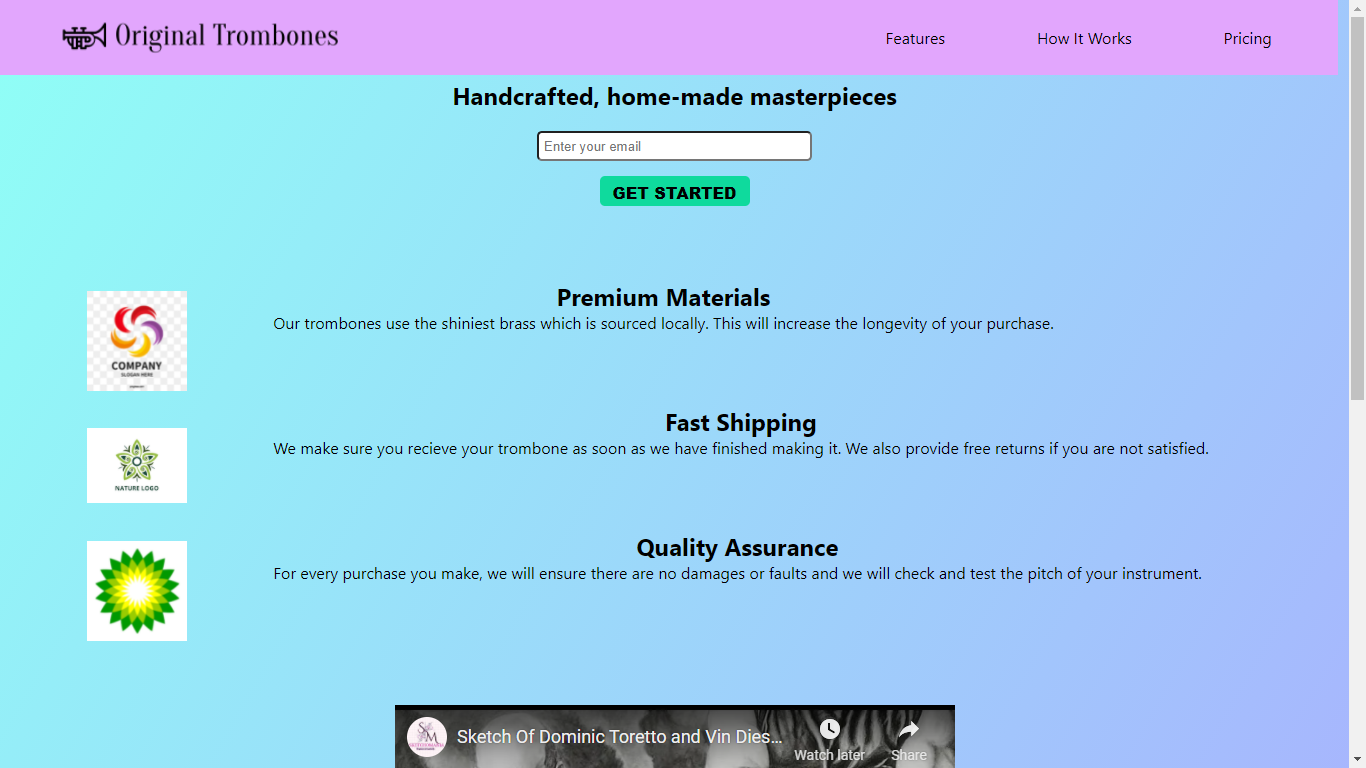 Original Trombones
Features
How It Works
Pricing
Handcrafted, home-made masterpieces
Enter your email
GET STARTED
Premium Materials
Our trombones use the shiniest brass which is sourced locally. This will increase the longevity of your purchase.
COMPANY
SLOGAN HERE
Fast Shipping
We make sure you recieve your trombone as soon as we have finished making it. We also provide free returns if you are not satisfied.
NATURE LOGO
Quality Assurance
For every purchase you make, we will ensure there are no damages or faults and we will check and test the pitch of your instrument.
SM
Sketch Of Dominic Toretto and Vin Dies...
Watch later
Share